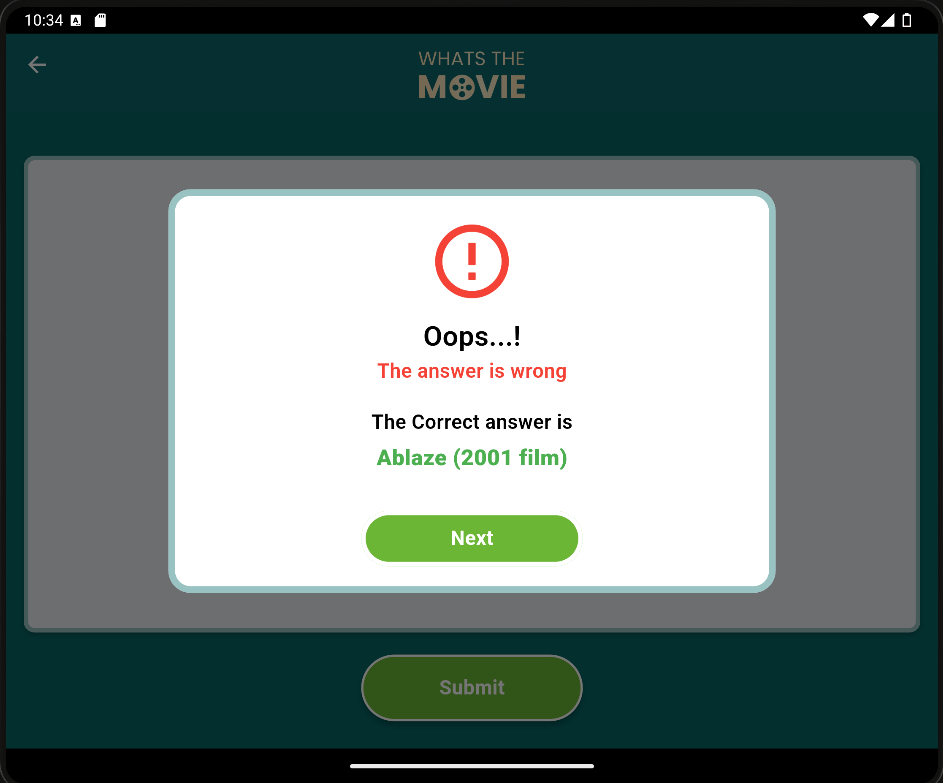 10:34
WHATS THE
MOVIE
Oops...!
The answer is wrong
The Correct answer is
Ablaze (2001 film)
Next
Submit